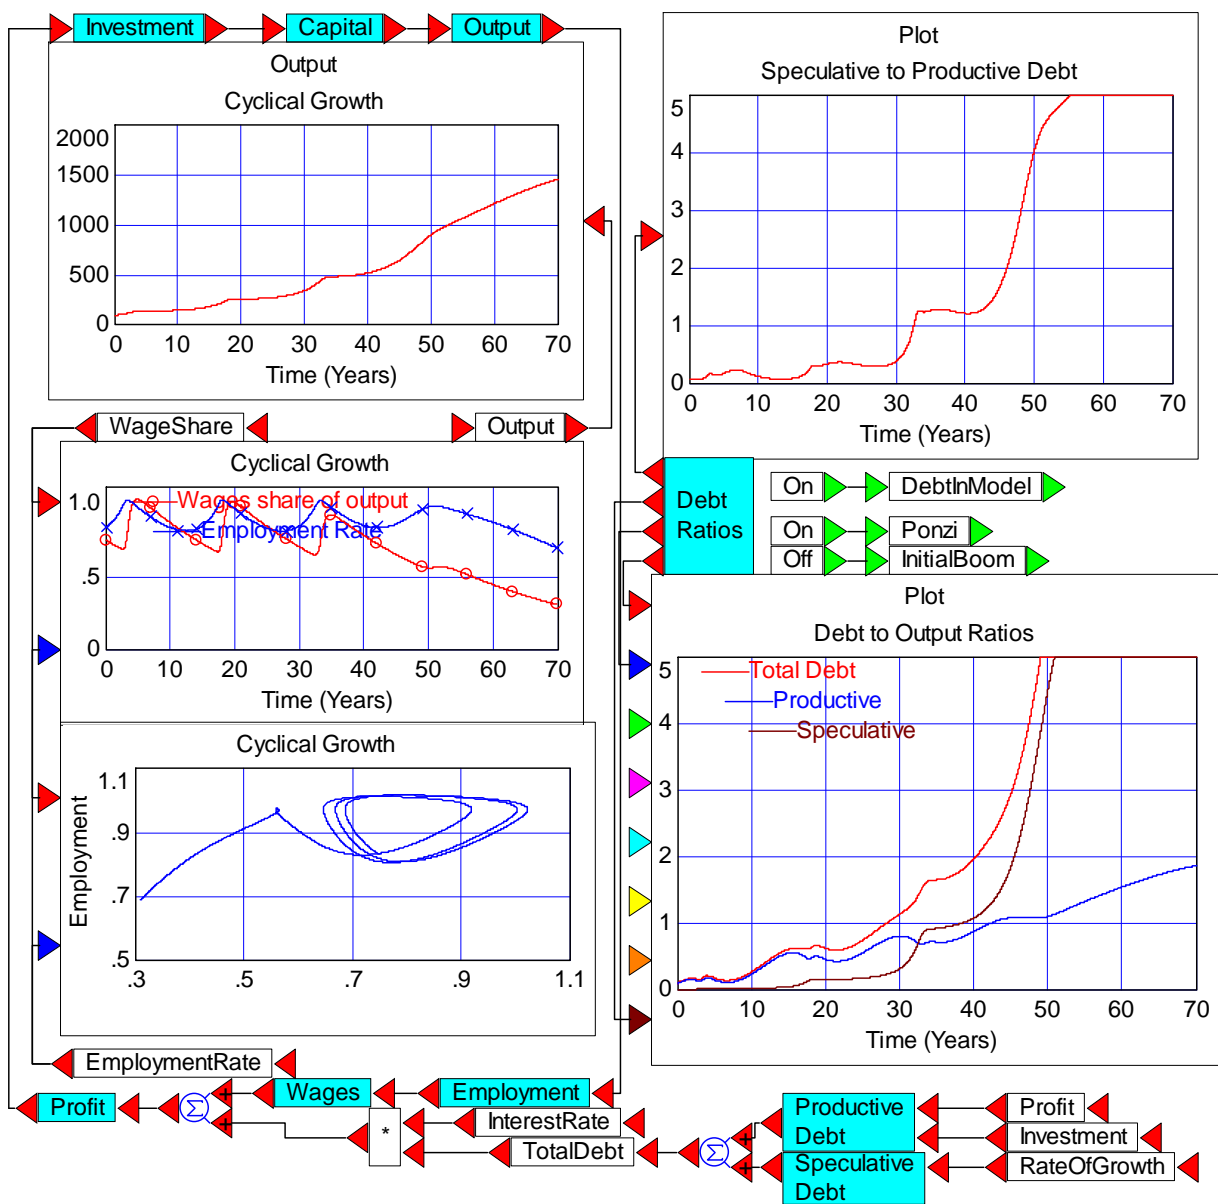 Investment Capital Output
Output
Cyclical Growth
2000
1500
1000
500
0
0 10 20 30 40 50 60 70
Time (Years)
Plot
Speculative to Productive Debt
5
4
3
2
1
0
0 10 20 30 40 50 60 70
Time (Years)
WageShare Output
Cyclical Growth
1.0
.5
0
Wages share of output
Employment Rate
0 10 20 30 40 50 60 70
Time (Years)
Debt
Ratios
On DebtInModel
On Ponzi
Off InitialBoom
Cyclical Growth
Employment
1.1
.9
.7
.5
.3 .5 .7 .9 1.1
Plot
Debt to Output Ratios
5
4
3
2
1
0
Total Debt
Productive
Speculative
0 10 20 30 40 50 60 70
Time (Years)
EmploymentRate
Profit Σ + + Wages Employment
* InterestRate
TotalDebt Σ + +
Productive
Debt
Speculative
Debt
Profit
Investment
RateOfGrowth